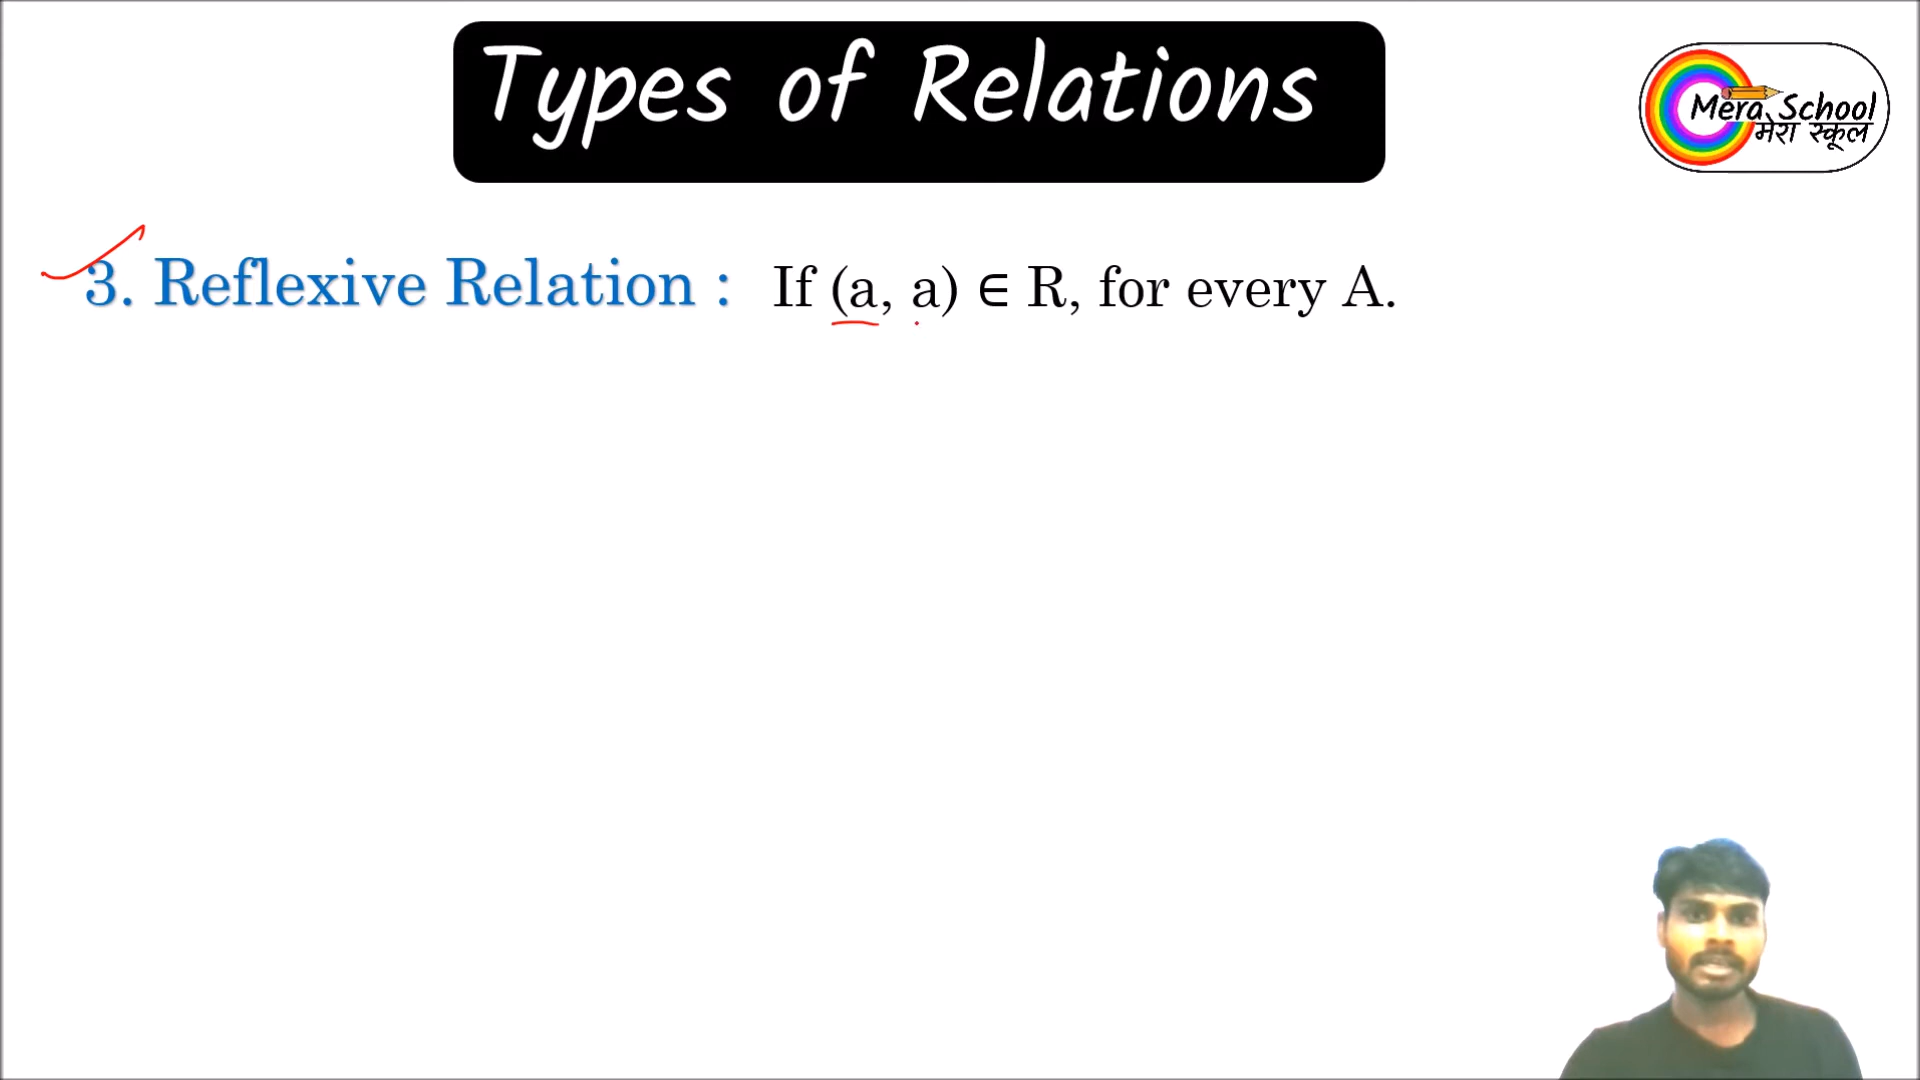 Types of Relations
Mera School
मेरा स्कूल
3. Reflexive Relation : If (a, a) ∈ R, for every A.